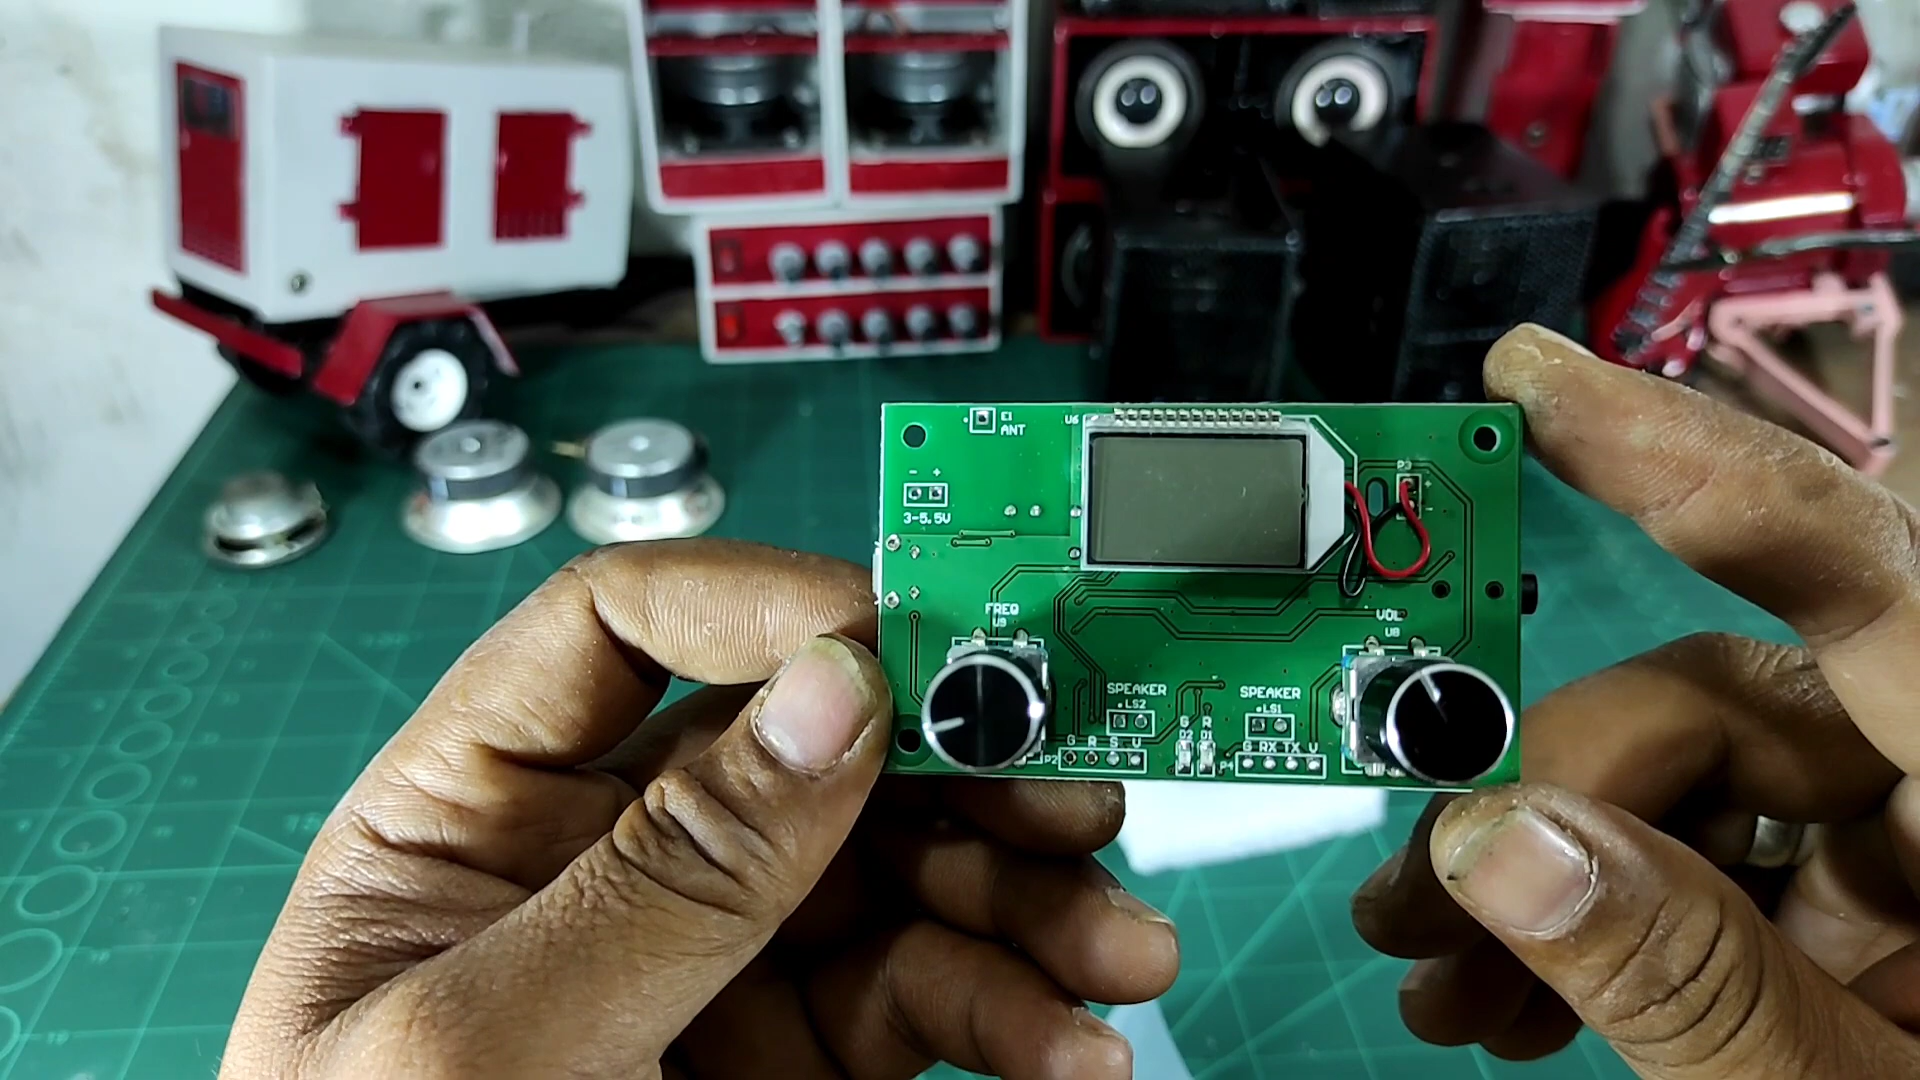 E1
ANT
U6
P3
- +
+
-
3-5.5V
FREQ
U9
VOL
U8
SPEAKER
LS2
SPEAKER
LS1
G R
D2 D1
P2
G R S V
P4
G RX TX V